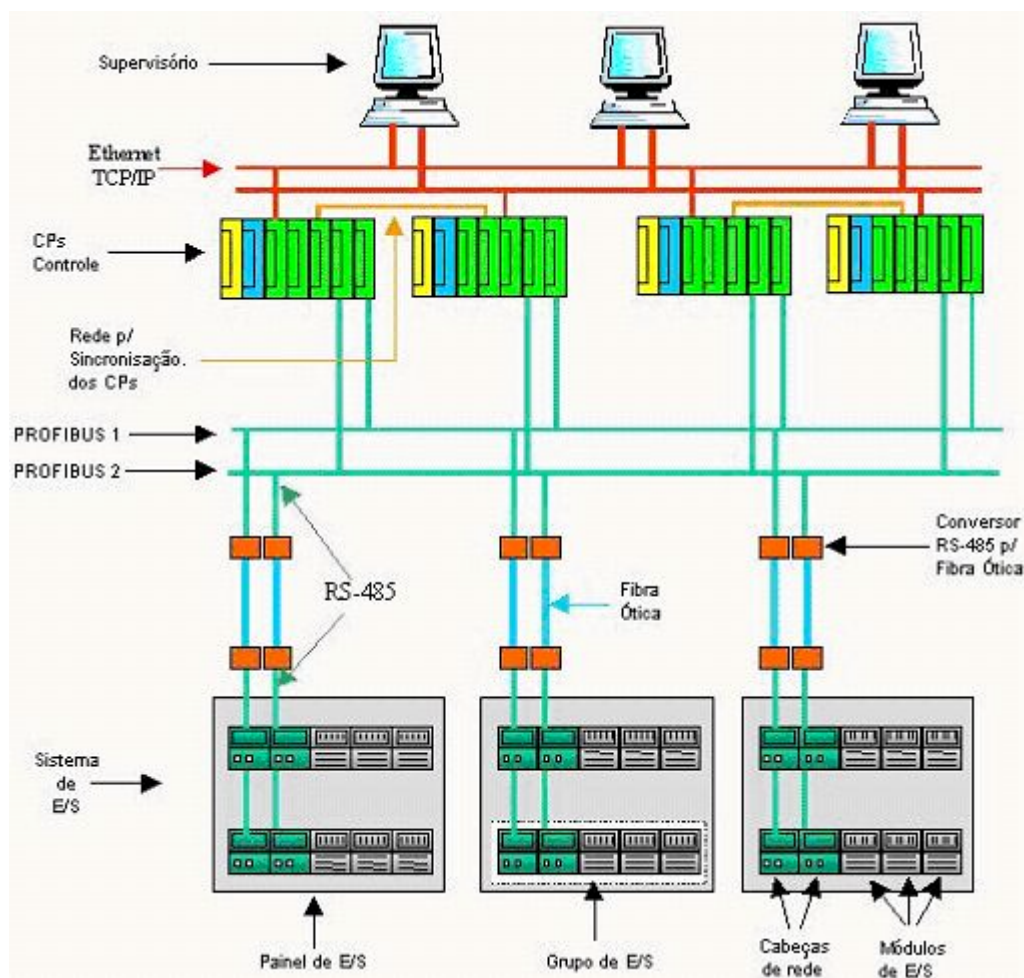 Supervisório
Ethernet
TCP/IP
CPs
Controle
Rede p/
Sincronisação.
dos CPs
PROFIBUS 1
PROFIBUS 2
Conversor
RS-485 p/
Fibra Ótica
RS-485
Fibra
Ótica
Sistema
de
E/S
Painel de E/S
Grupo de E/S
Cabeças
de rede
Módulos
de E/S